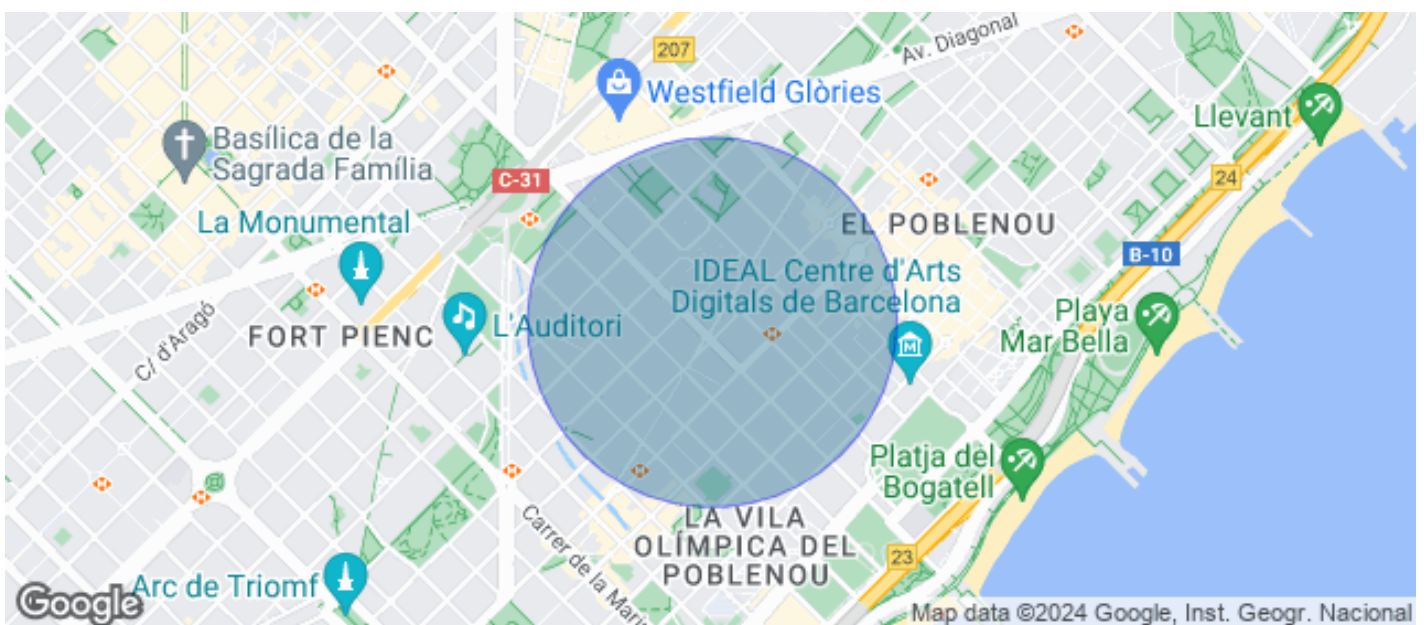 207
Av. Diagonal
Westfield Glòries
Llevant
Basílica de la
Sagrada Família
C-31
24
La Monumental
EL POBLENOU
B-10
IDEAL Centre d'Arts
Digitals de Barcelona
C/ d'Aragó
FORT PIENC
L'Auditori
Playa
Mar Bella
Platja del
Bogatell
LA VILA
OLÍMPICA DEL
POBLENOU
Carrer de la Marina
23
Arc de Triomf
Google
Map data ©2024 Google, Inst. Geogr. Nacional